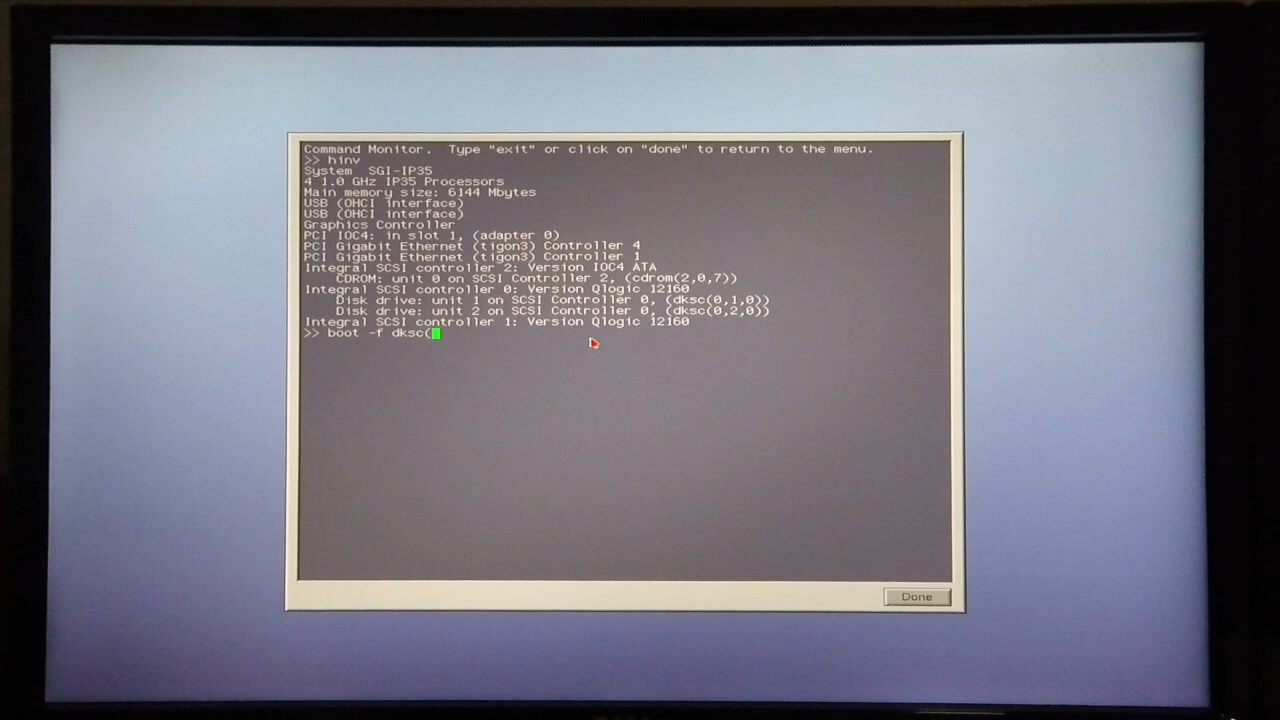 Command Monitor.  Type "exit" or click on "done" to return to the menu.
>> hinv
System  SGI-IP35
4 1.0 GHz IP35 Processors
Main memory size: 6144 Mbytes
USB (OHCI interface)
USB (OHCI interface)
Graphics Controller
PCI IOC4: in slot 1, (adapter 0)
PCI Gigabit Ethernet (tigon3) Controller 4
PCI Gigabit Ethernet (tigon3) Controller 1
Integral SCSI controller 2: Version IOC4 ATA
    CDROM: unit 0 on SCSI Controller 2, (cdrom(2,0,7))
Integral SCSI controller 0: Version Qlogic 12160
    Disk drive: unit 1 on SCSI Controller 0, (dksc(0,1,0))
    Disk drive: unit 2 on SCSI Controller 0, (dksc(0,2,0))
Integral SCSI controller 1: Version Qlogic 12160
>> boot -f dksc(
Done